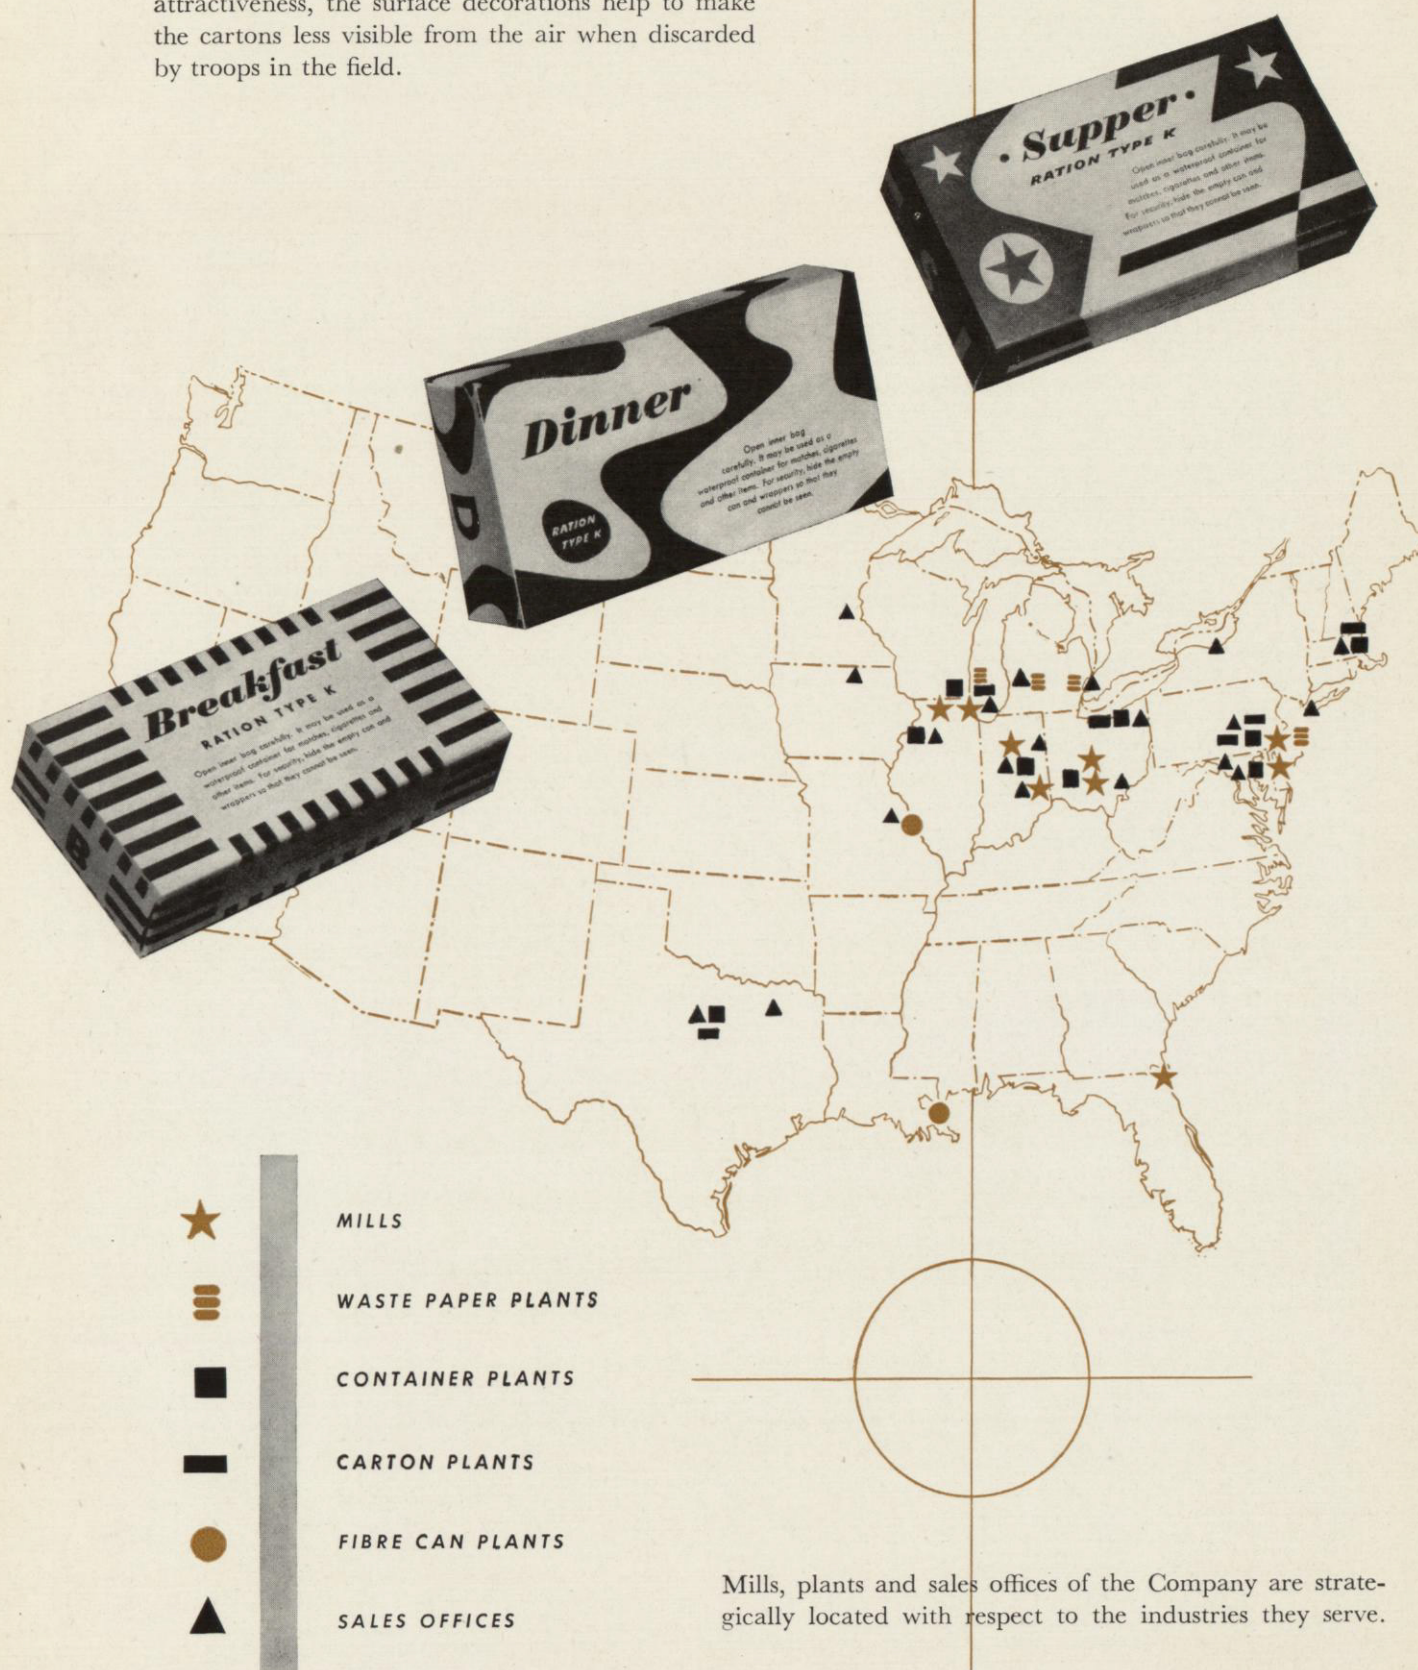 attractiveness, the surface decorations help to make
the cartons less visible from the air when discarded
by troops in the field.
• Supper •
RATION TYPE K
Open inner bag carefully. It may be
used as a waterproof container for
matches, cigarettes and other items.
For security, hide the empty can and
wrappers so that they cannot be seen.
Dinner
Open inner bag
carefully. It may be used as a
waterproof container for matches, cigarettes
and other items. For security, hide the empty
can and wrappers so that they
cannot be seen.
RATION
TYPE K
D
Breakfast
RATION TYPE K
Open inner bag carefully. It may be used as a
waterproof container for matches, cigarettes and
other items. For security, hide the empty can and
wrappers so that they cannot be seen.
B
MILLS
WASTE PAPER PLANTS
CONTAINER PLANTS
CARTON PLANTS
FIBRE CAN PLANTS
SALES OFFICES
Mills, plants and sales offices of the Company are strate-
gically located with respect to the industries they serve.